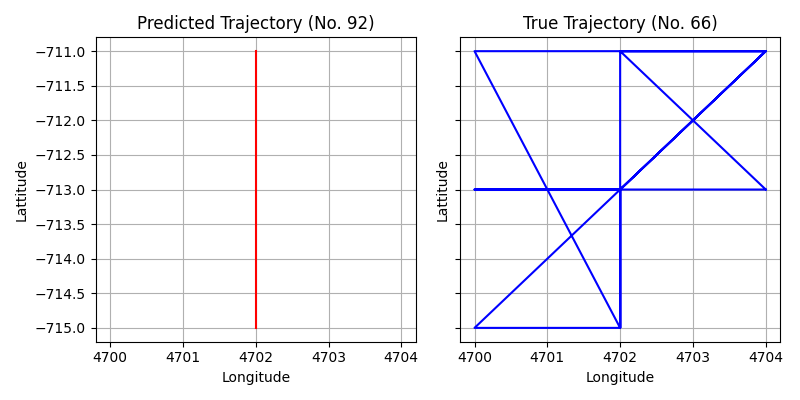 Predicted Trajectory (No. 92)
True Trajectory (No. 66)
Lattitude
−711.0
−711.5
−712.0
−712.5
−713.0
−713.5
−714.0
−714.5
−715.0
4700 4701 4702 4703 4704
Longitude
Lattitude
4700 4701 4702 4703 4704
Longitude